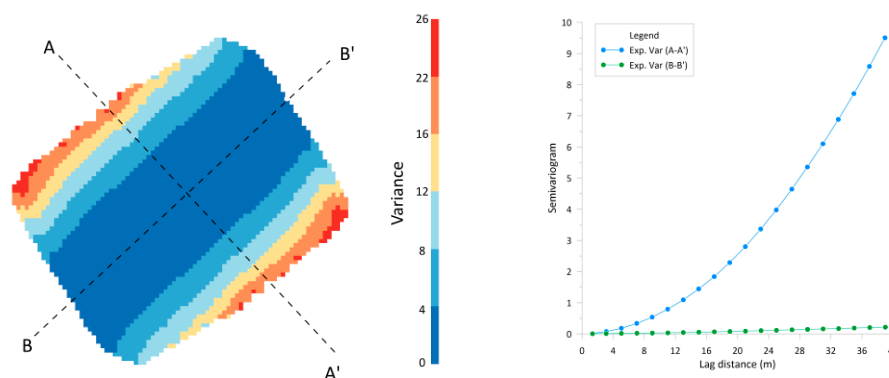 A
B'
B
A'
Variance
26
22
16
12
8
4
0
Legend
Exp. Var (A-A')
Exp. Var (B-B')
Semivariogram
10
9
8
7
6
5
4
3
2
1
0
0 4 8 12 16 20 24 28 32 36
Lag distance (m)